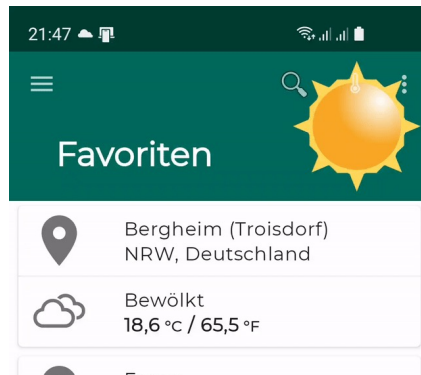 21:47
Favoriten
Bergheim (Troisdorf)
NRW, Deutschland
Bewölkt
18,6 °C / 65,5 °F